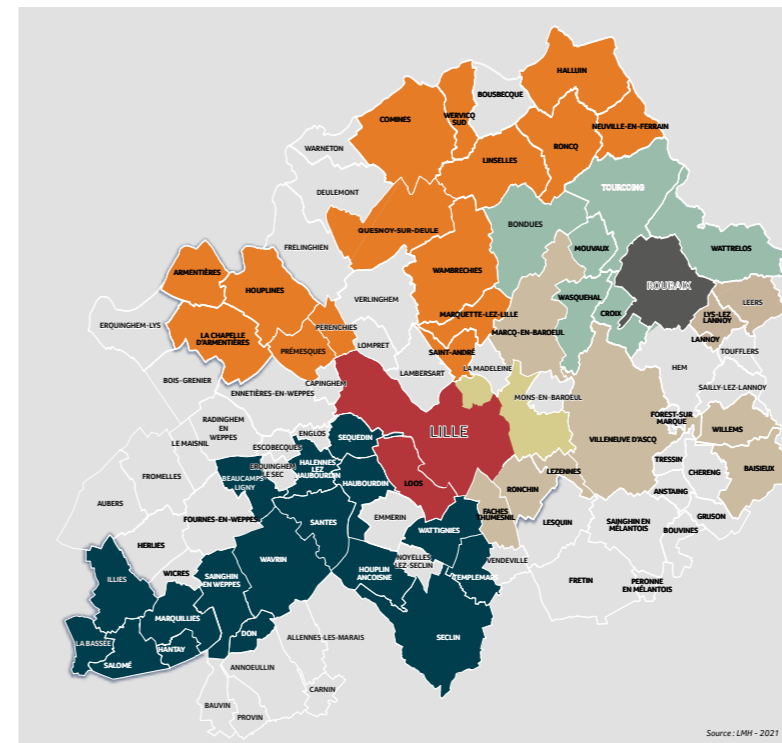 HALLUIN
BOUSBECQUE
COMINES
WERVICQ
SUD
NEUVILLE-EN-FERRAIN
WARNETON
RONCQ
LINSELLES
DEULEMONT
TOURCOING
BONDUES
QUESNOY-SUR-DEULE
FRÉLINGHIEN
MOUVAUX
WATTRELOS
ARMENTIÈRES
WAMBRECHIES
HOUPLINES
ROUBAIX
VERLINGHEM
WASQUEHAL
LEERS
ERQUINGHEM-LYS
MARQUETTE-LEZ-LILLE
CROIX
LYS-LEZ
LANNOY
PERENCHIES
MARCQ-EN-BAROEUL
LA CHAPELLE
D'ARMENTIÈRES
LANNOY
LOMPRET
PRÉMESQUES
SAINT-ANDRÉ
TOUFFLERS
HEM
LA MADELEINE
LAMBERSART
BOIS-GRENIER
CAPINGHEM
SAILLY-LEZ-LANNOY
ENNETIÈRES-EN-WEPPES
MONS-EN-BAROEUL
RADINGHEM
EN
WEPPES
FOREST-SUR
MARQUE
LILLE
WILLEMS
ENGLOS
SEQUEDIN
LE MAISNIL
VILLENEUVE D'ASCQ
ESCOBECQUES
TRESSIN
HALENNES
LEZ
HAUBOURDIN
ERQUINGHEM
LE SEC
BAISIEUX
CHERENG
FROMELLES
BEAUCAMPS
LIGNY
HAUBOURDIN
LOOS
LEZENNES
RONCHIN
ANSTAING
AUBERS
FACHES
THUMESNIL
GRUSON
FOURNES-EN-WEPPES
SANTES
EMMERIN
LESQUIN
SAINGHIN EN
MÉLANTOIS
BOUVINES
WATTIGNIES
HERLIES
WAVRIN
NOYELLES
LEZ-SECLIN
VENDEVILLE
WICRES
HOUPLIN
ANCOISNE
ILLIES
SAINGHIN
EN WEPPES
TEMPLEMARS
FRETIN
PERONNE
EN MÉLANTOIS
MARQUILLIES
DON
ALLENNES-LES-MARAIS
SECLIN
LA BASSÉE
HANTAY
SALOMÉ
ANNOEULLIN
CARNIN
BAUVIN
PROVIN
Source : LMH - 2021